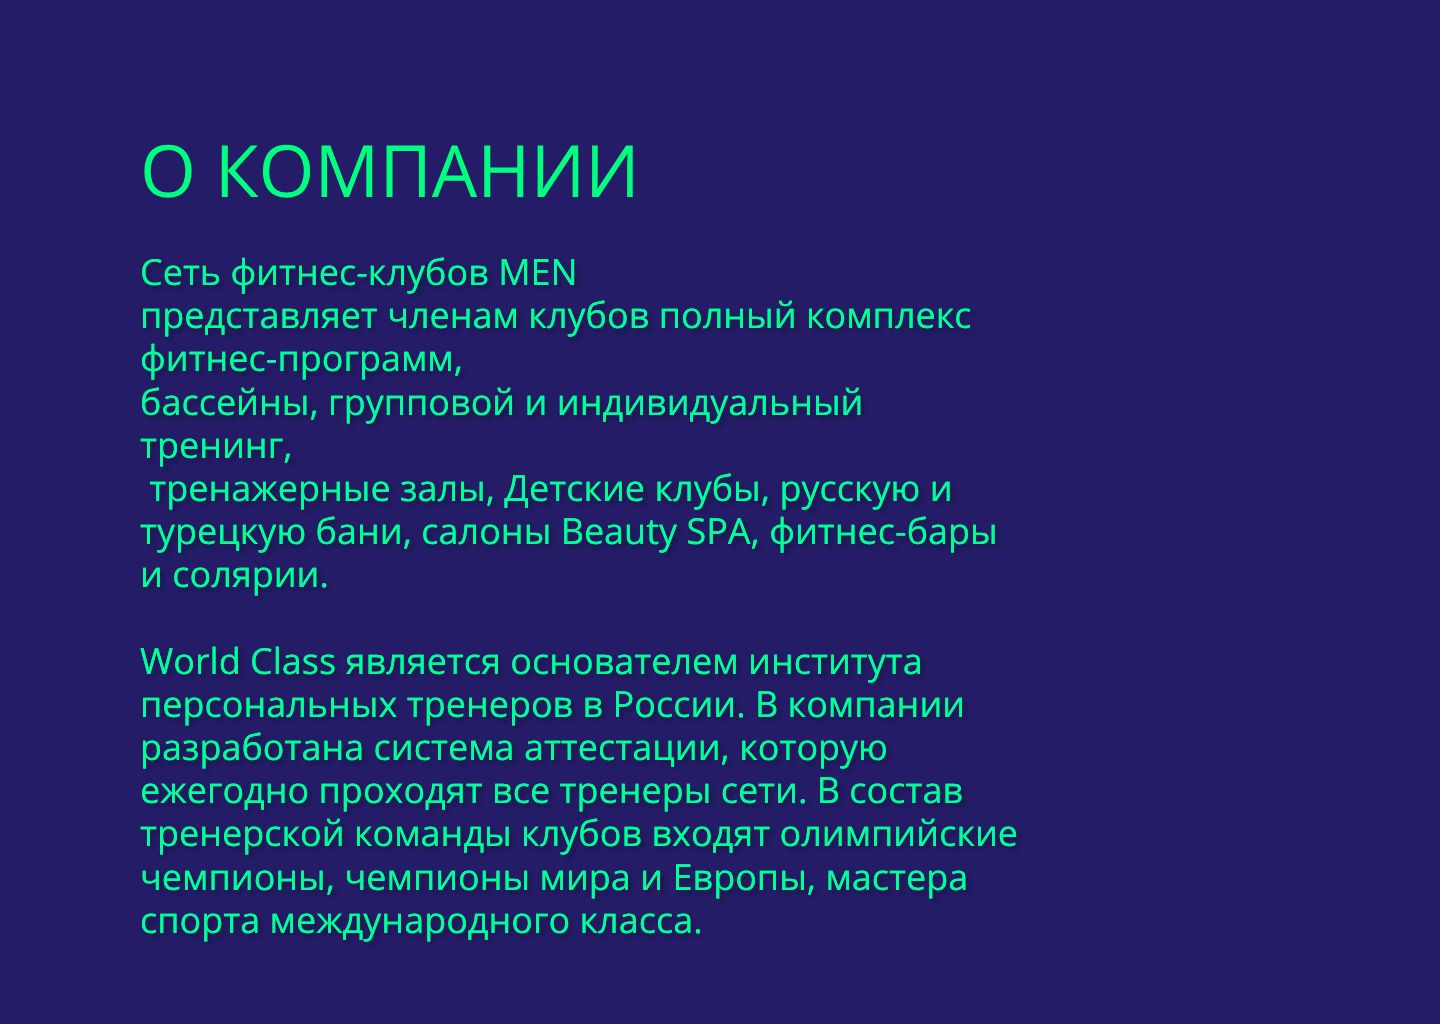 О КОМПАНИИ
Сеть фитнес-клубов MEN
представляет членам клубов полный комплекс
фитнес-программ,
бассейны, групповой и индивидуальный
тренинг,
тренажерные залы, Детские клубы, русскую и
турецкую бани, салоны Beauty SPA, фитнес-бары
и солярии.
World Class является основателем института
персональных тренеров в России. В компании
разработана система аттестации, которую
ежегодно проходят все тренеры сети. В состав
тренерской команды клубов входят олимпийские
чемпионы, чемпионы мира и Европы, мастера
спорта международного класса.